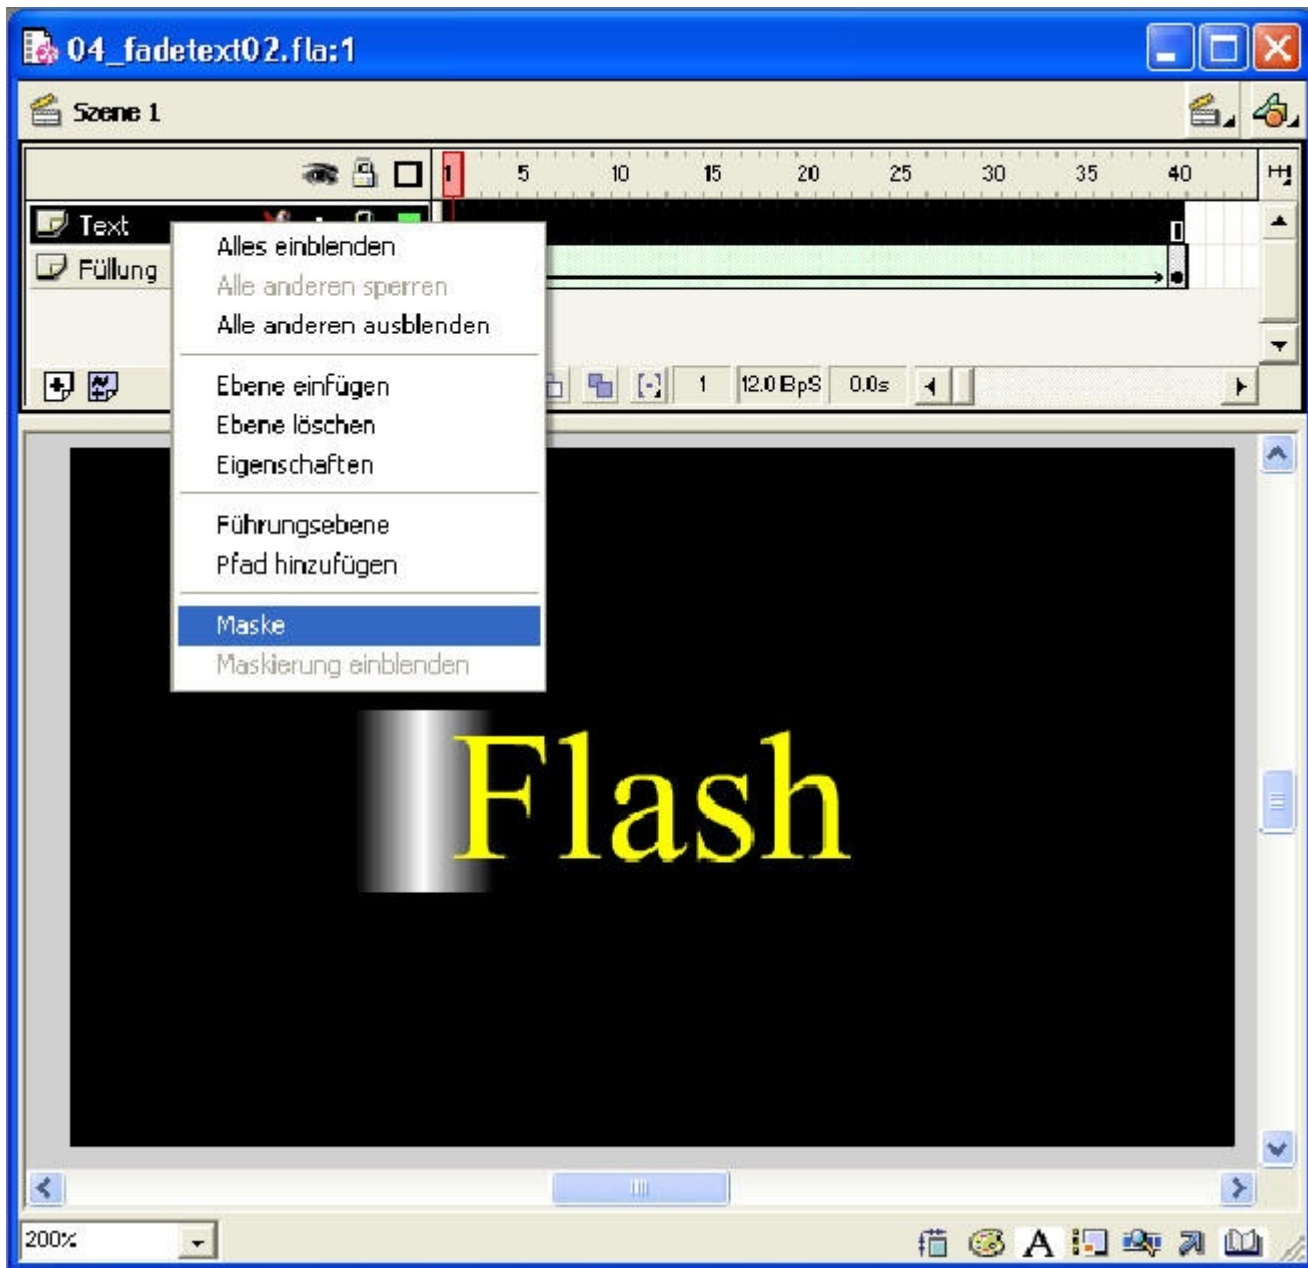 04_fadetext02.fla:1
Szene 1
1 5 10 15 20 25 30 35 40
Text
Füllung
Alles einblenden
Alle anderen sperren
Alle anderen ausblenden
Ebene einfügen
Ebene löschen
Eigenschaften
Führungsebene
Pfad hinzufügen
Maske
Maskierung einblenden
1 12.0 BpS 0.0s
Flash
200%
A